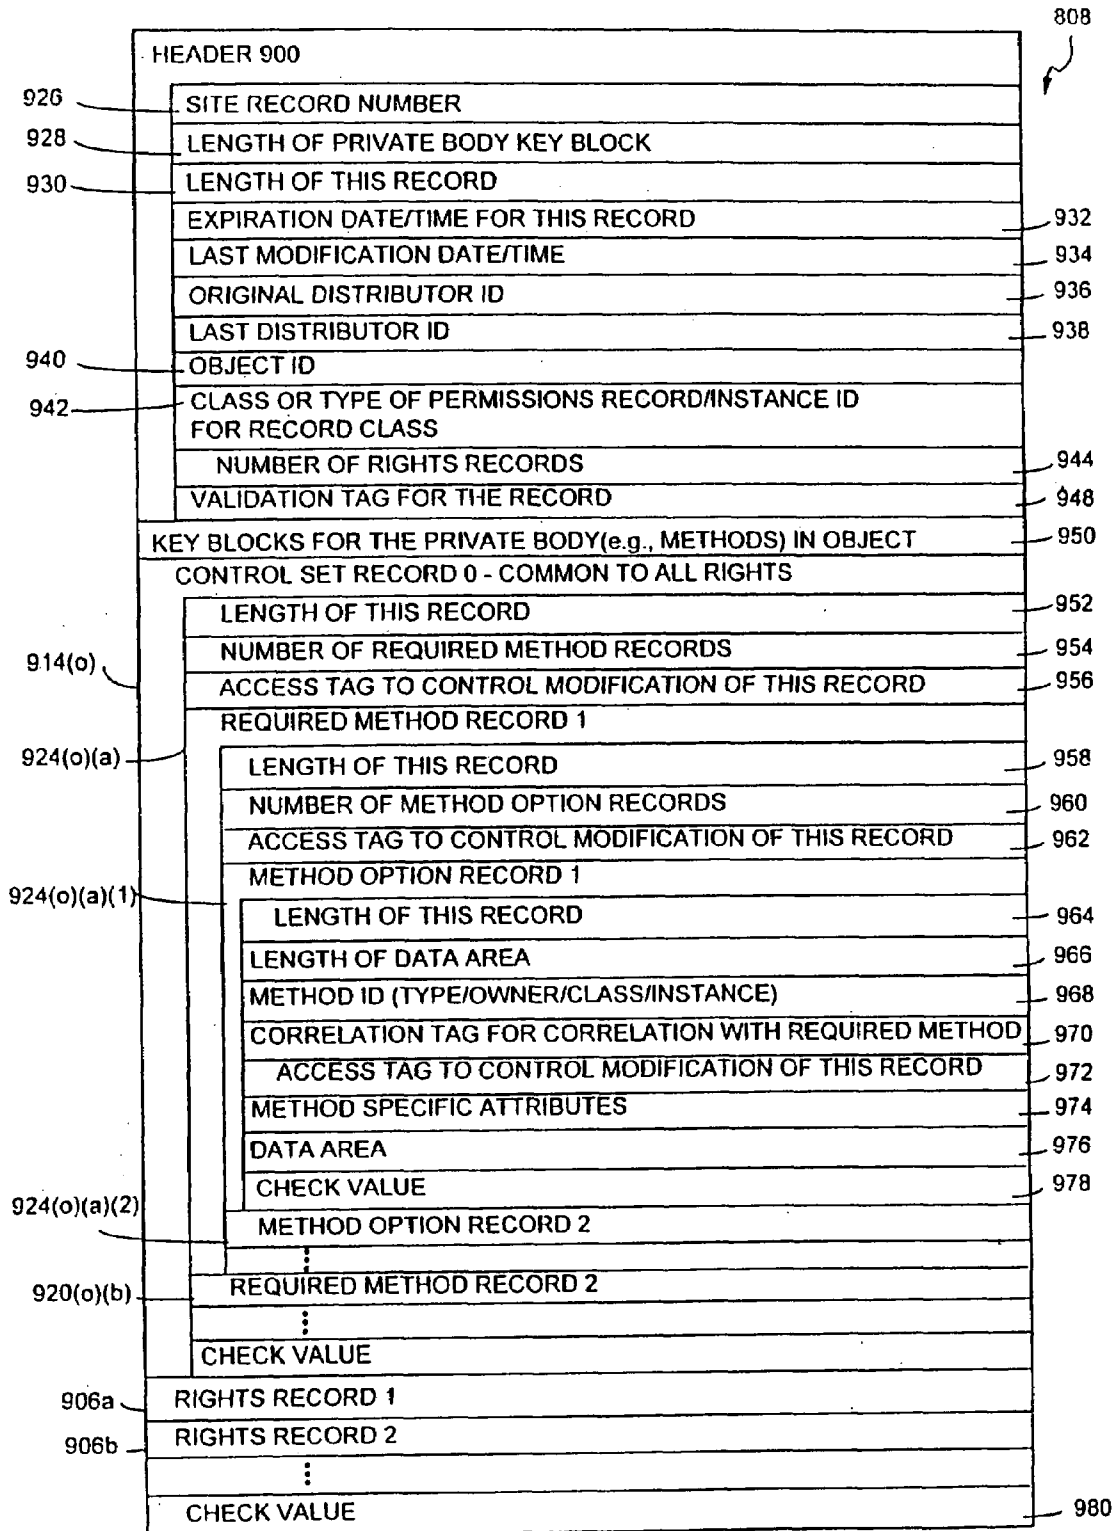 808
HEADER 900
926 SITE RECORD NUMBER
928 LENGTH OF PRIVATE BODY KEY BLOCK
930 LENGTH OF THIS RECORD
EXPIRATION DATE/TIME FOR THIS RECORD 932
LAST MODIFICATION DATE/TIME 934
ORIGINAL DISTRIBUTOR ID 936
LAST DISTRIBUTOR ID 938
940 OBJECT ID
942 CLASS OR TYPE OF PERMISSIONS RECORD/INSTANCE ID
FOR RECORD CLASS
NUMBER OF RIGHTS RECORDS 944
VALIDATION TAG FOR THE RECORD 948
KEY BLOCKS FOR THE PRIVATE BODY(e.g., METHODS) IN OBJECT 950
CONTROL SET RECORD 0 - COMMON TO ALL RIGHTS
LENGTH OF THIS RECORD 952
NUMBER OF REQUIRED METHOD RECORDS 954
914(o)
ACCESS TAG TO CONTROL MODIFICATION OF THIS RECORD 956
REQUIRED METHOD RECORD 1
924(o)(a)
LENGTH OF THIS RECORD 958
NUMBER OF METHOD OPTION RECORDS 960
ACCESS TAG TO CONTROL MODIFICATION OF THIS RECORD 962
METHOD OPTION RECORD 1
924(o)(a)(1)
LENGTH OF THIS RECORD 964
LENGTH OF DATA AREA 966
METHOD ID (TYPE/OWNER/CLASS/INSTANCE) 968
CORRELATION TAG FOR CORRELATION WITH REQUIRED METHOD 970
ACCESS TAG TO CONTROL MODIFICATION OF THIS RECORD 972
METHOD SPECIFIC ATTRIBUTES 974
DATA AREA 976
CHECK VALUE 978
924(o)(a)(2)
METHOD OPTION RECORD 2
920(o)(b) REQUIRED METHOD RECORD 2
CHECK VALUE
906a RIGHTS RECORD 1
906b RIGHTS RECORD 2
CHECK VALUE 980